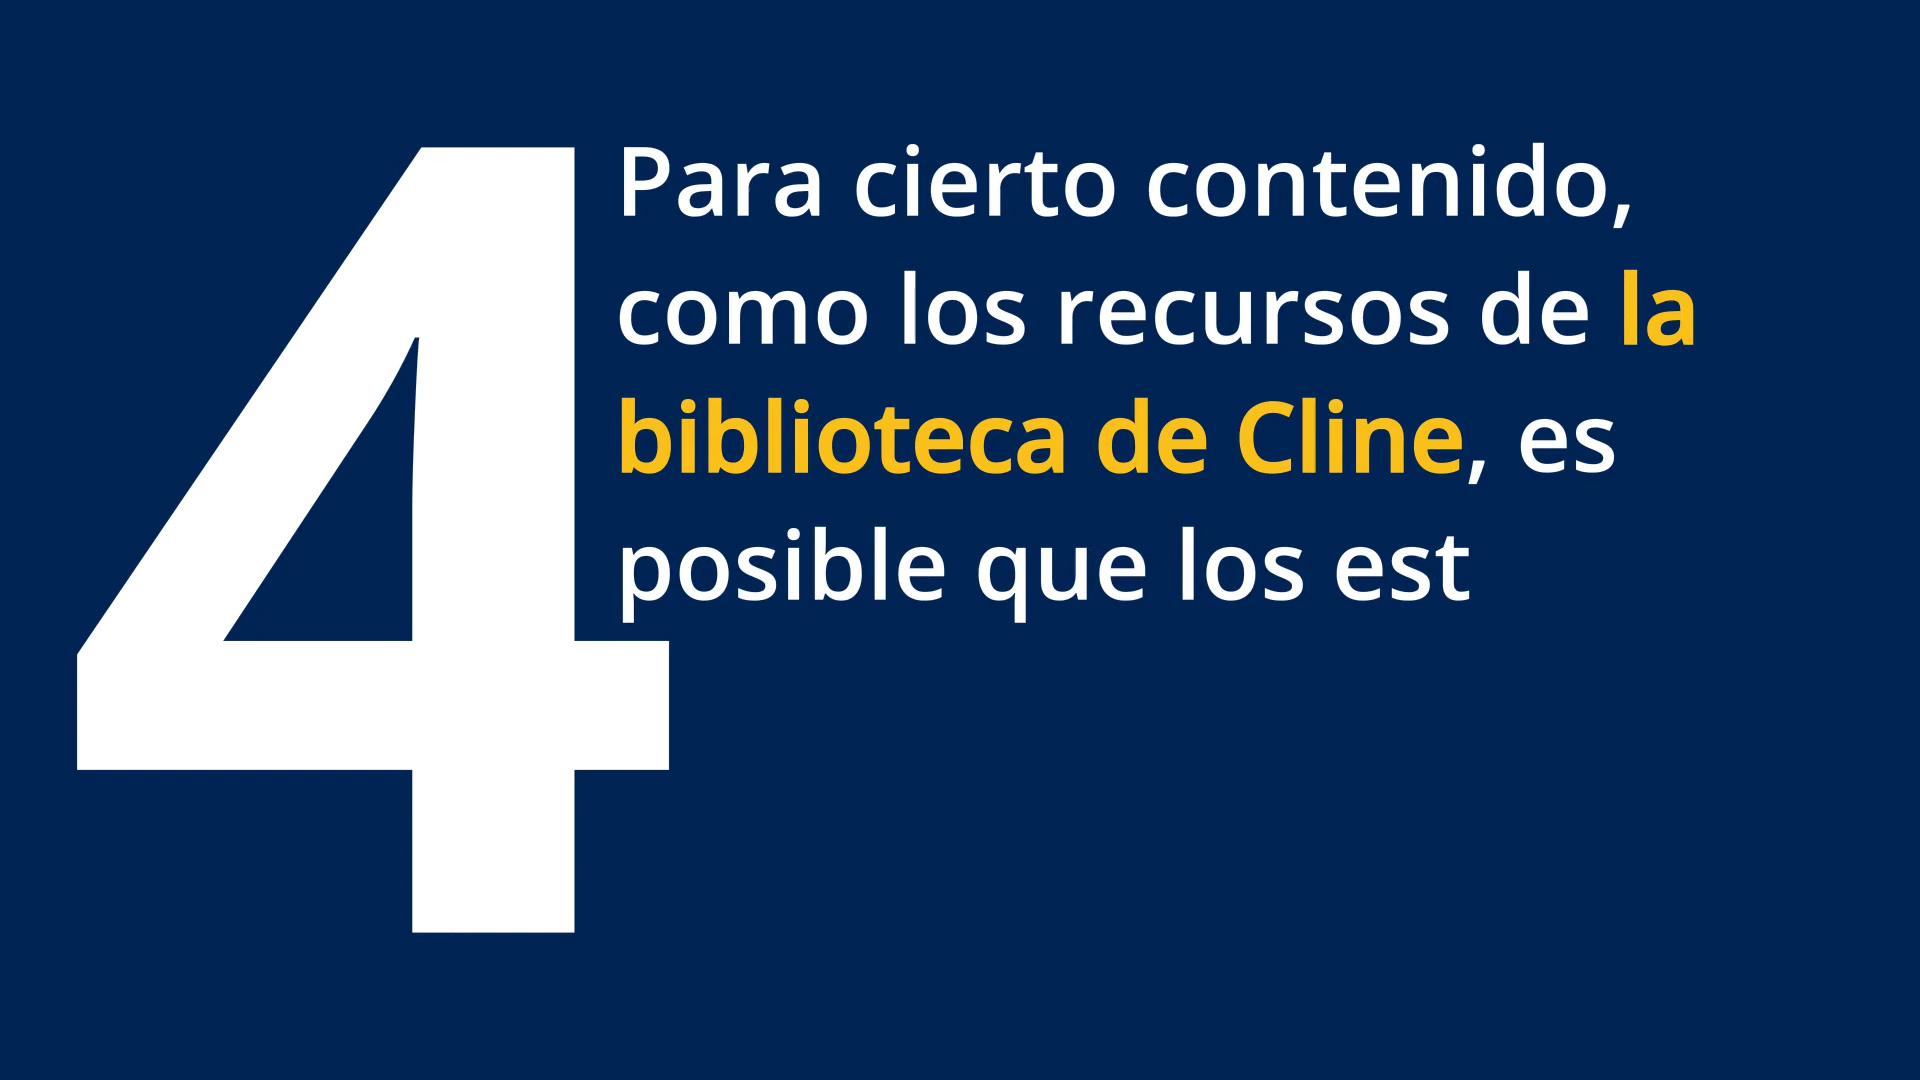 4
Para cierto contenido,
como los recursos de la
biblioteca de Cline, es
posible que los est